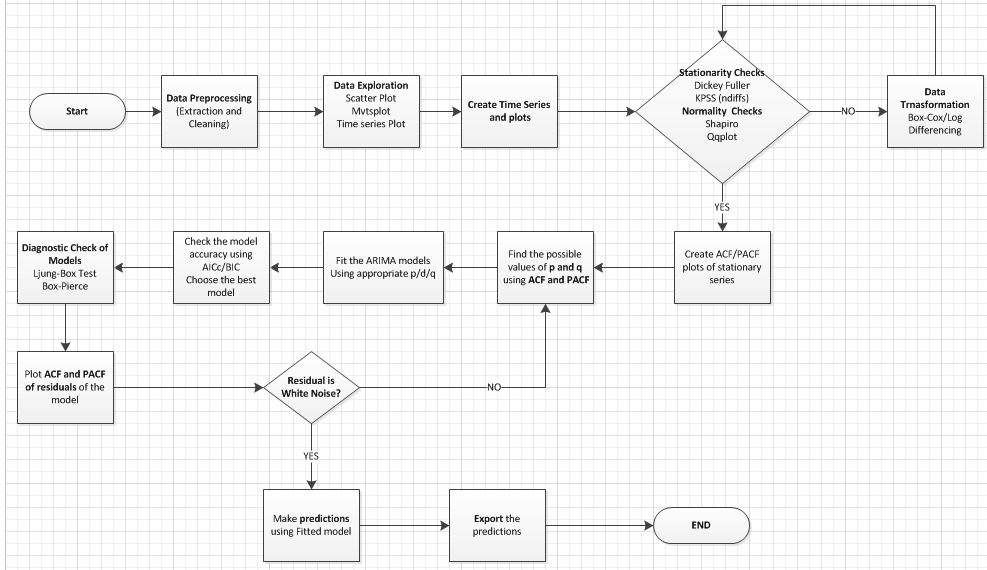 Start
Data Preprocessing
(Extraction and
Cleaning)
Data Exploration
Scatter Plot
Mvtsplot
Time series Plot
Create Time Series
and plots
Stationarity Checks
Dickey Fuller
KPSS (ndiffs)
Normality Checks
Shapiro
Qqplot
NO
Data
Trnasformation
Box-Cox/Log
Differencing
YES
Diagnostic Check of
Models
Ljung-Box Test
Box-Pierce
Check the model
accuracy using
AICc/BIC
Choose the best
model
Fit the ARIMA models
Using appropriate p/d/q
Find the possible
values of p and q
using ACF and PACF
Create ACF/PACF
plots of stationary
series
Plot ACF and PACF
of residuals of the
model
Residual is
White Noise?
NO
YES
Make predictions
using Fitted model
Export the
predictions
END